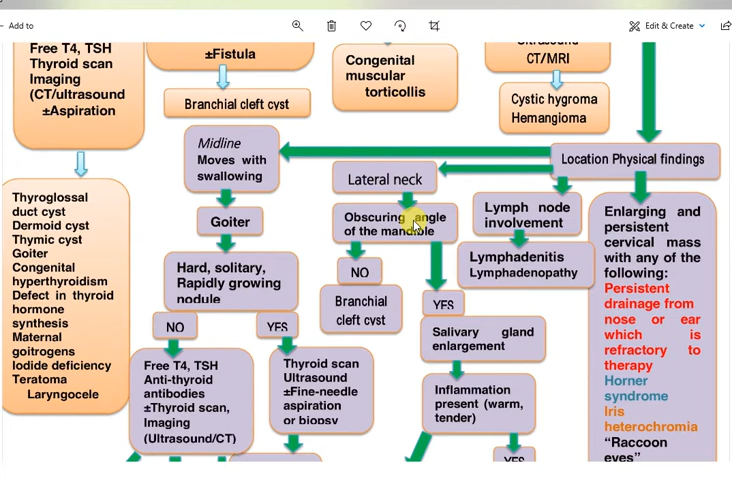 Add to
Edit & Create
Free T4, TSH
Thyroid scan
Imaging
(CT/ultrasound
±Aspiration
±Fistula
Branchial cleft cyst
Congenital
muscular
torticollis
Ultrasound
CT/MRI
Cystic hygroma
Hemangioma
Midline
Moves with
swallowing
Lateral neck
Location Physical findings
Thyroglossal
duct cyst
Dermoid cyst
Thymic cyst
Goiter
Congenital
hyperthyroidism
Defect in thyroid
hormone
synthesis
Maternal
goitrogens
Iodide deficiency
Teratoma
Laryngocele
Goiter
Hard, solitary,
Rapidly growing
nodule
NO
YES
Free T4, TSH
Anti-thyroid
antibodies
±Thyroid scan,
Imaging
(Ultrasound/CT)
Thyroid scan
Ultrasound
±Fine-needle
aspiration
or biopsy
Obscuring angle
of the mandible
NO
Branchial
cleft cyst
YES
Salivary gland
enlargement
Inflammation
present (warm,
tender)
YES
Lymph node
involvement
Lymphadenitis
Lymphadenopathy
Enlarging and
persistent
cervical mass
with any of the
following:
Persistent
drainage from
nose or ear
which is
refractory to
therapy
Horner
syndrome
Iris
heterochromia
“Raccoon
eyes”